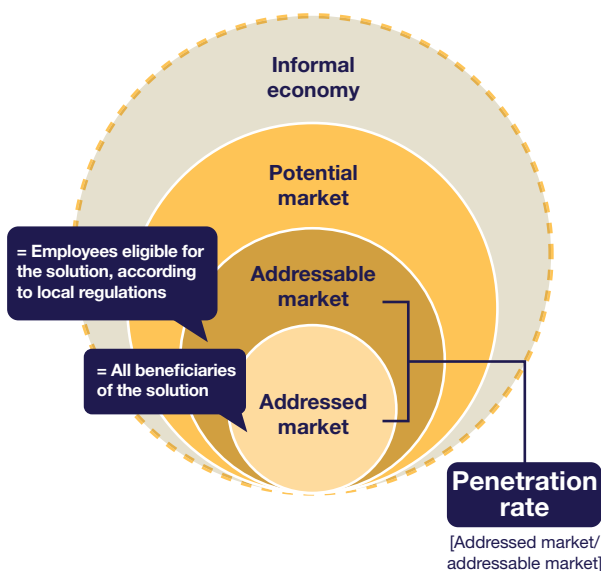 Informal
economy
Potential
market
= Employees eligible for
the solution, according
to local regulations
Addressable
market
= All beneficiaries
of the solution
Addressed
market
Penetration
rate
[Addressed market/
addressable market]